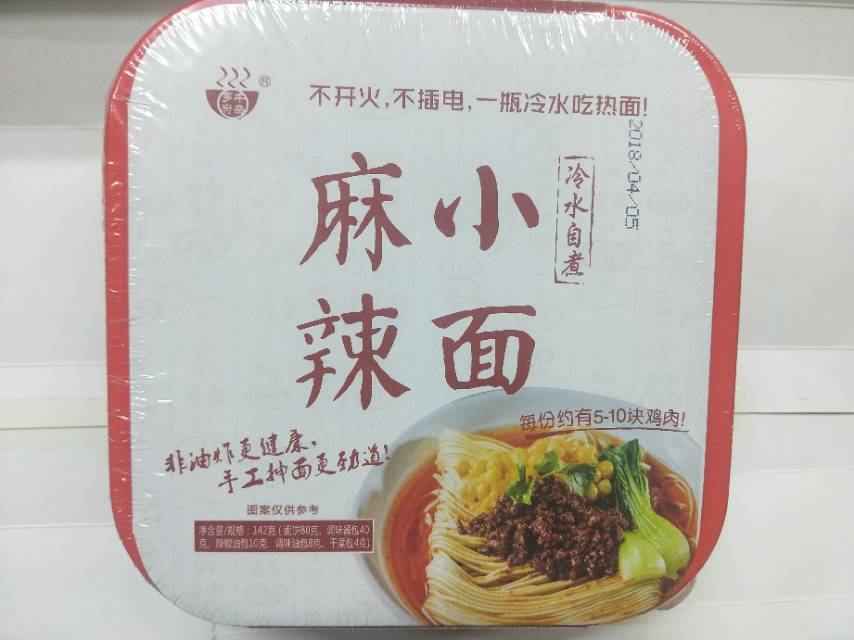 ®
不开火,不插电,一瓶冷水吃热面!
2018/04/05
冷水自煮
麻辣
小面
每份约有5-10块鸡肉!
非油炸更健康,
手工抻面更劲道!
图案仅供参考
净含量/规格：142克(面饼80克、调味酱包40
克、辣椒油包10克、调味油包8克、干菜包4克)